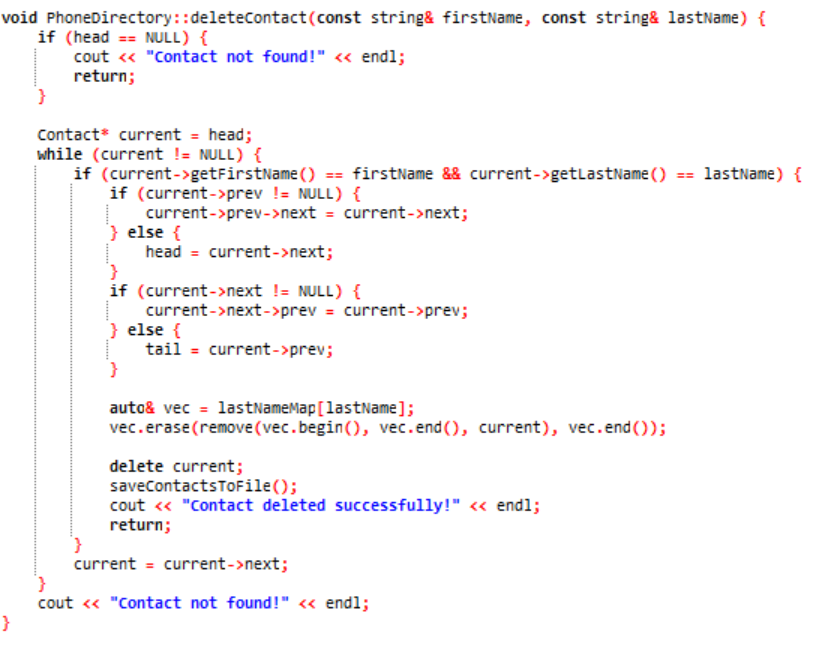 void PhoneDirectory::deleteContact(const string& firstName, const string& lastName) {
    if (head == NULL) {
        cout << "Contact not found!" << endl;
        return;
    }

    Contact* current = head;
    while (current != NULL) {
        if (current->getFirstName() == firstName && current->getLastName() == lastName) {
            if (current->prev != NULL) {
                current->prev->next = current->next;
            } else {
                head = current->next;
            }
            if (current->next != NULL) {
                current->next->prev = current->prev;
            } else {
                tail = current->prev;
            }

            auto& vec = lastNameMap[lastName];
            vec.erase(remove(vec.begin(), vec.end(), current), vec.end());

            delete current;
            saveContactsToFile();
            cout << "Contact deleted successfully!" << endl;
            return;
        }
        current = current->next;
    }
    cout << "Contact not found!" << endl;
}